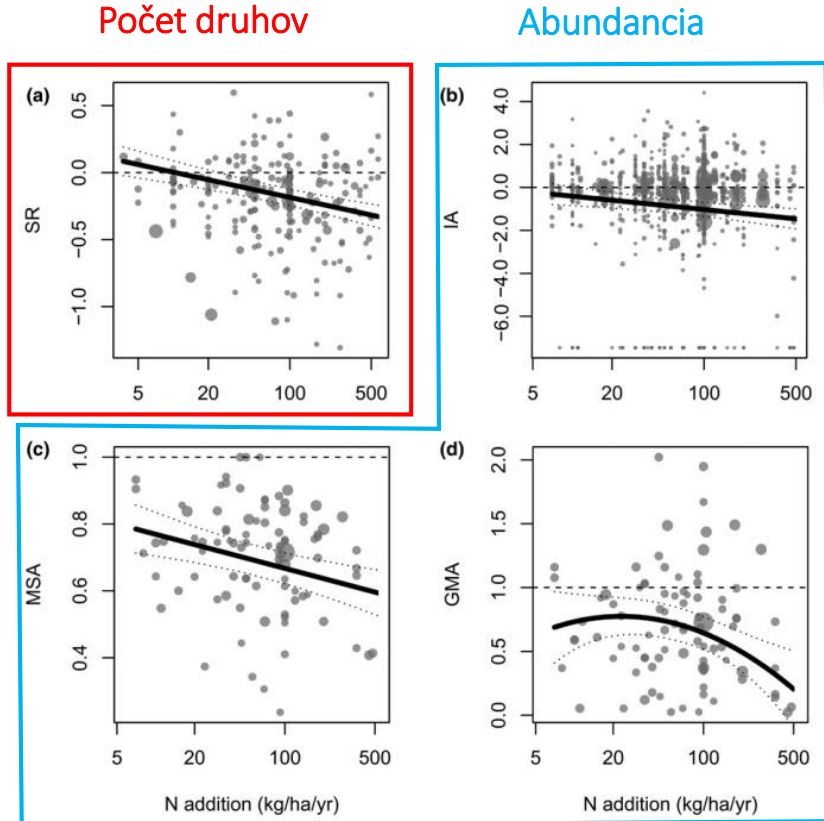 Počet druhov
Abundancia
(a)
SR
0.5
0.0
-0.5
-1.0
5 20 100 500
(b)
IA
4.0
2.0
0.0
-2.0
-4.0
-6.0
5 20 100 500
(c)
MSA
1.0
0.8
0.6
0.4
5 20 100 500
N addition (kg/ha/yr)
(d)
GMA
2.0
1.5
1.0
0.5
0.0
5 20 100 500
N addition (kg/ha/yr)